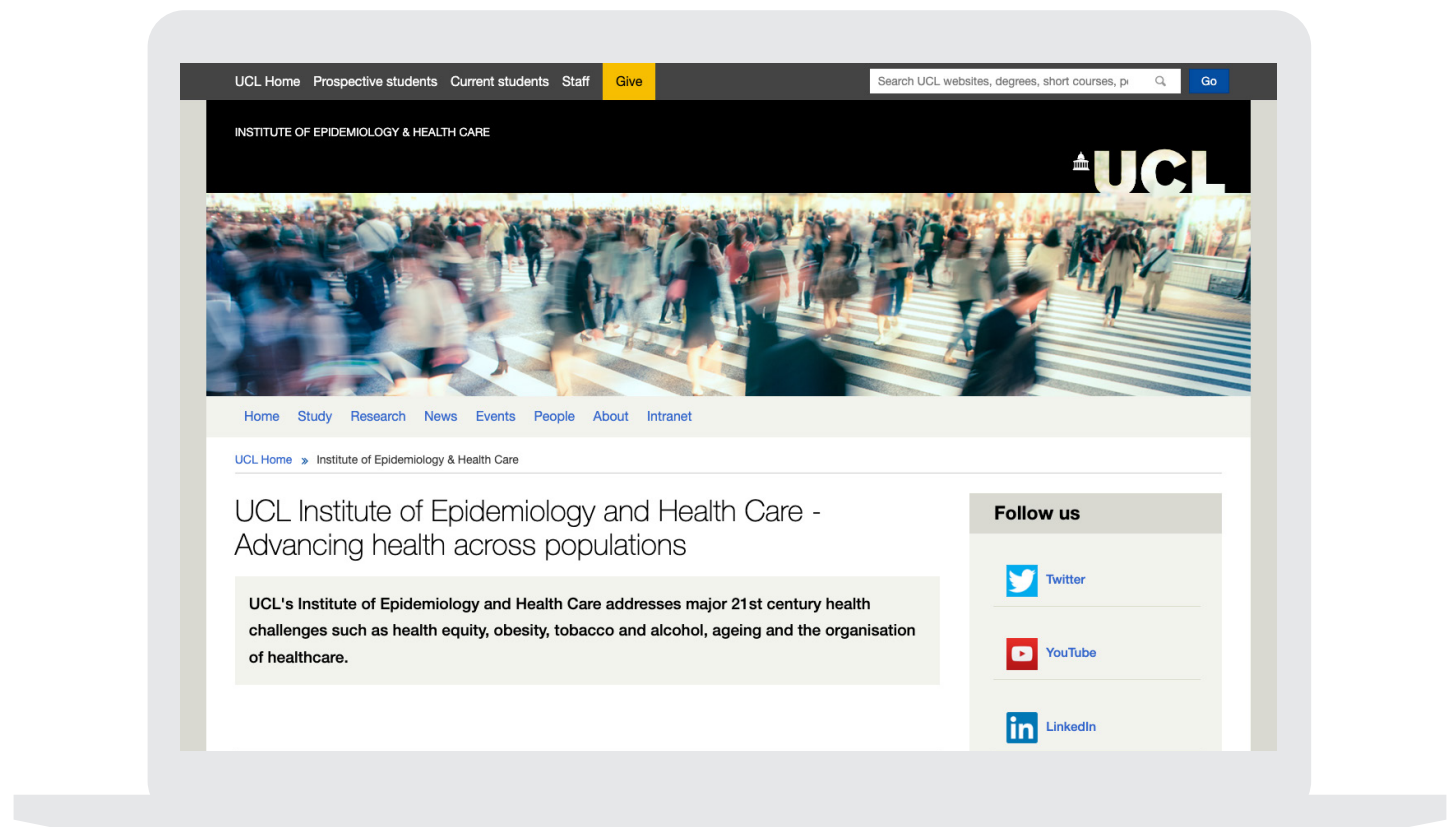 UCL Home Prospective students Current students Staff Give Search UCL websites, degrees, short courses, Go
INSTITUTE OF EPIDEMIOLOGY & HEALTH CARE
UCL
Home Study Research News Events People About Intranet
UCL Home » Institute of Epidemiology & Health Care
UCL Institute of Epidemiology and Health Care -
Advancing health across populations
UCL's Institute of Epidemiology and Health Care addresses major 21st century health
challenges such as health equity, obesity, tobacco and alcohol, ageing and the organisation
of healthcare.
Follow us
Twitter
YouTube
in LinkedIn